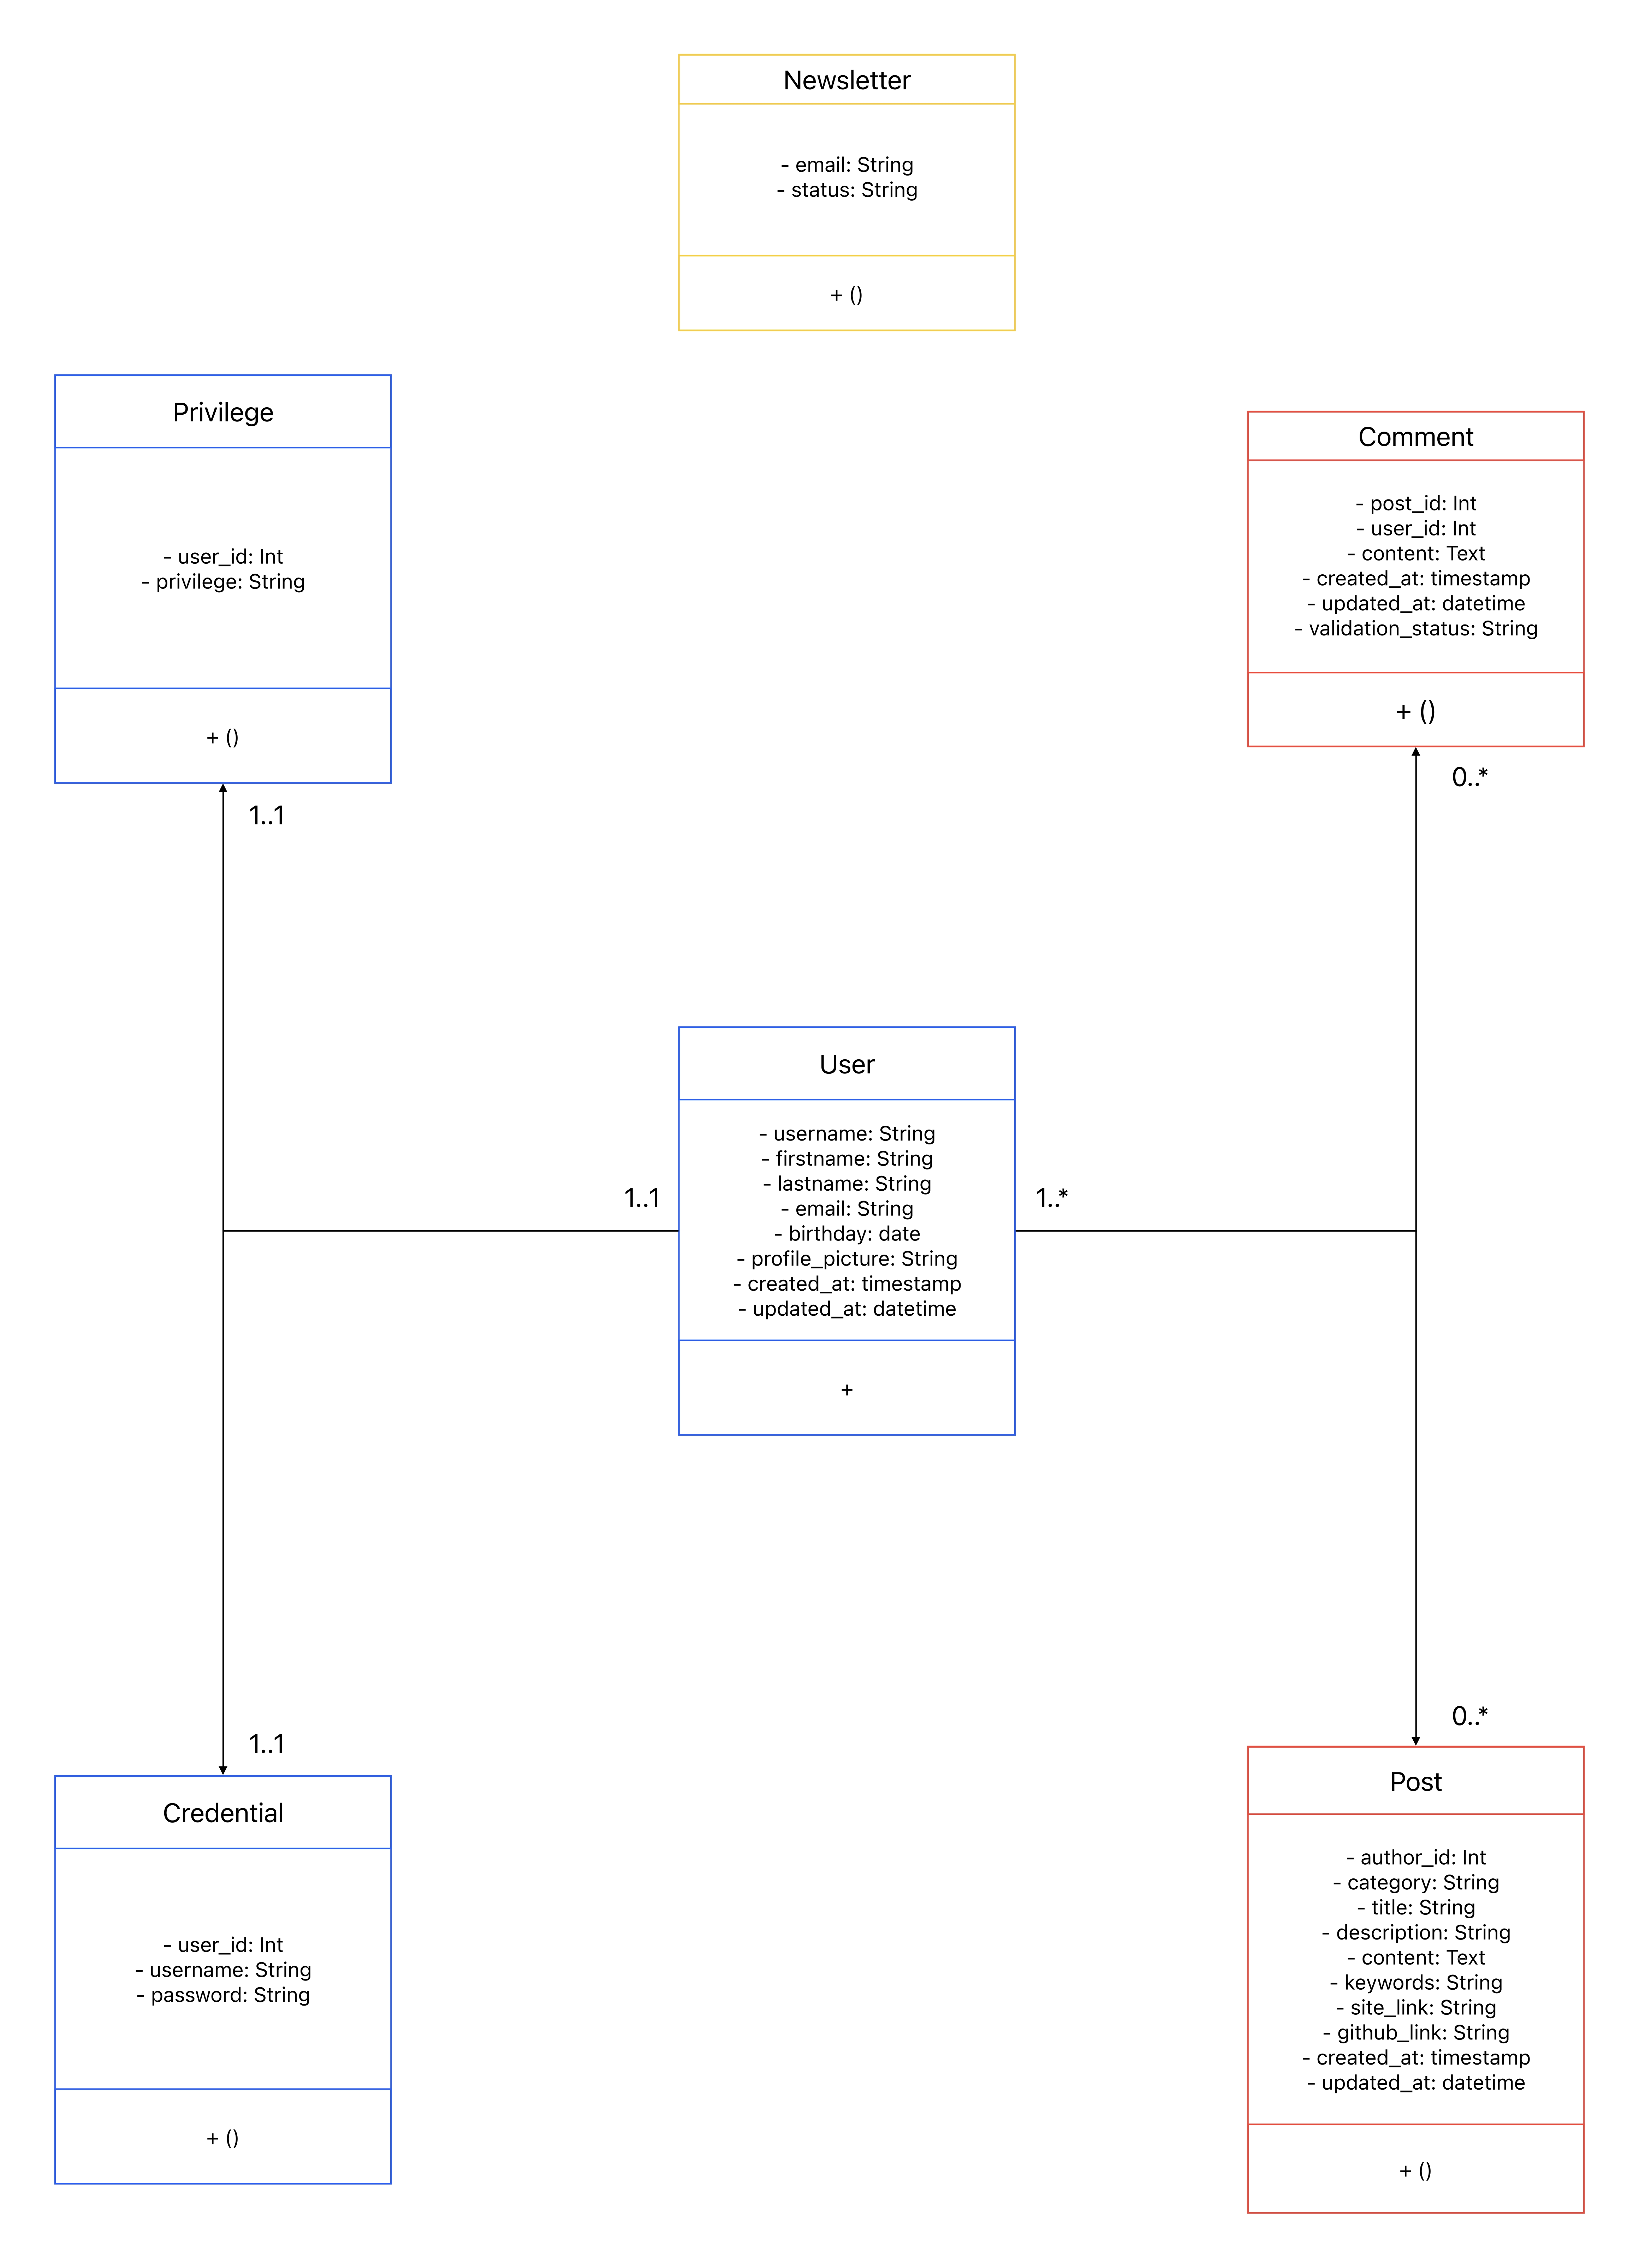 Newsletter
- email: String
- status: String
+ ()
Privilege
- user_id: Int
- privilege: String
+ ()
1..1
Comment
- post_id: Int
- user_id: Int
- content: Text
- created_at: timestamp
- updated_at: datetime
- validation_status: String
+ ()
0..*
User
- username: String
- firstname: String
- lastname: String
- email: String
- birthday: date
- profile_picture: String
- created_at: timestamp
- updated_at: datetime
+
1..1
1..*
1..1
Credential
- user_id: Int
- username: String
- password: String
+ ()
0..*
Post
- author_id: Int
- category: String
- title: String
- description: String
- content: Text
- keywords: String
- site_link: String
- github_link: String
- created_at: timestamp
- updated_at: datetime
+ ()